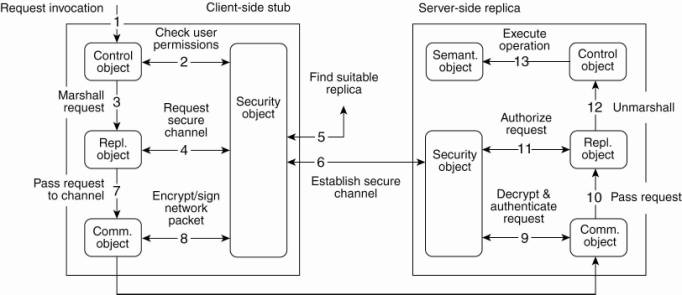 Request invocation
Client-side stub
Server-side replica
1
Check user
permissions
2
Control
object
Marshall
request
3
Security
object
Request
secure
channel
4
Repl.
object
Pass request
to channel
7
Encrypt/sign
network
packet
8
Comm.
object
Find suitable
replica
5
6
Establish secure
channel
Execute
operation
Semant.
object
13
Control
object
12
Unmarshall
Authorize
request
11
Security
object
Repl.
object
10
Pass request
Decrypt &
authenticate
request
9
Comm.
object